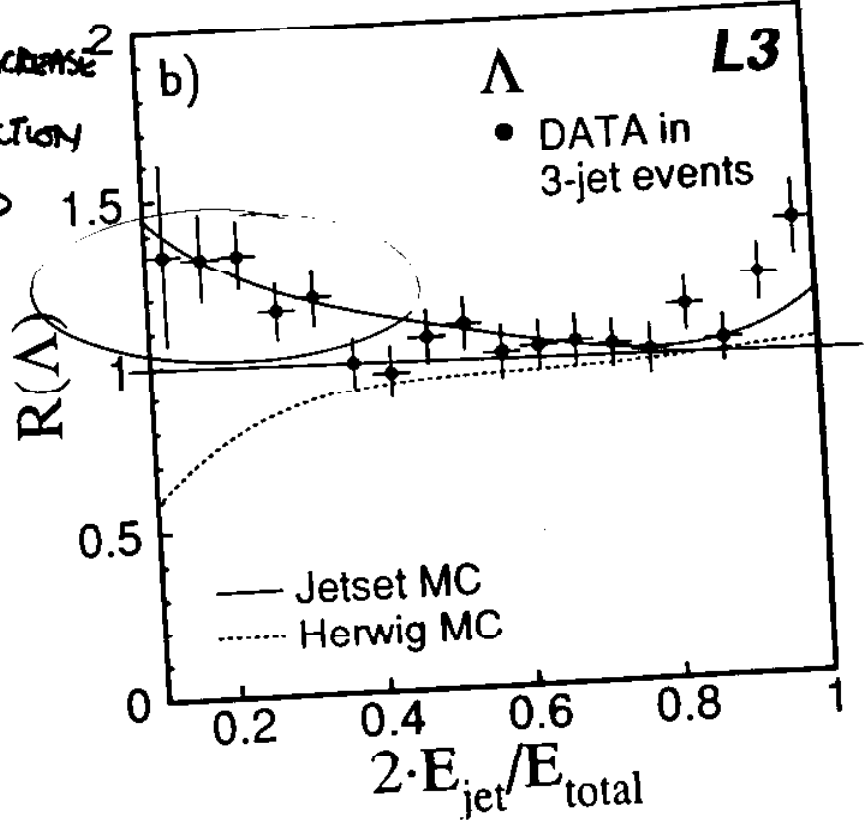 2
b)
Λ
L3
● DATA in
3-jet events
1.5
R(Λ)
1
0.5
Jetset MC
Herwig MC
0
0.2 0.4 0.6 0.8 1
2·E_jet/E_total